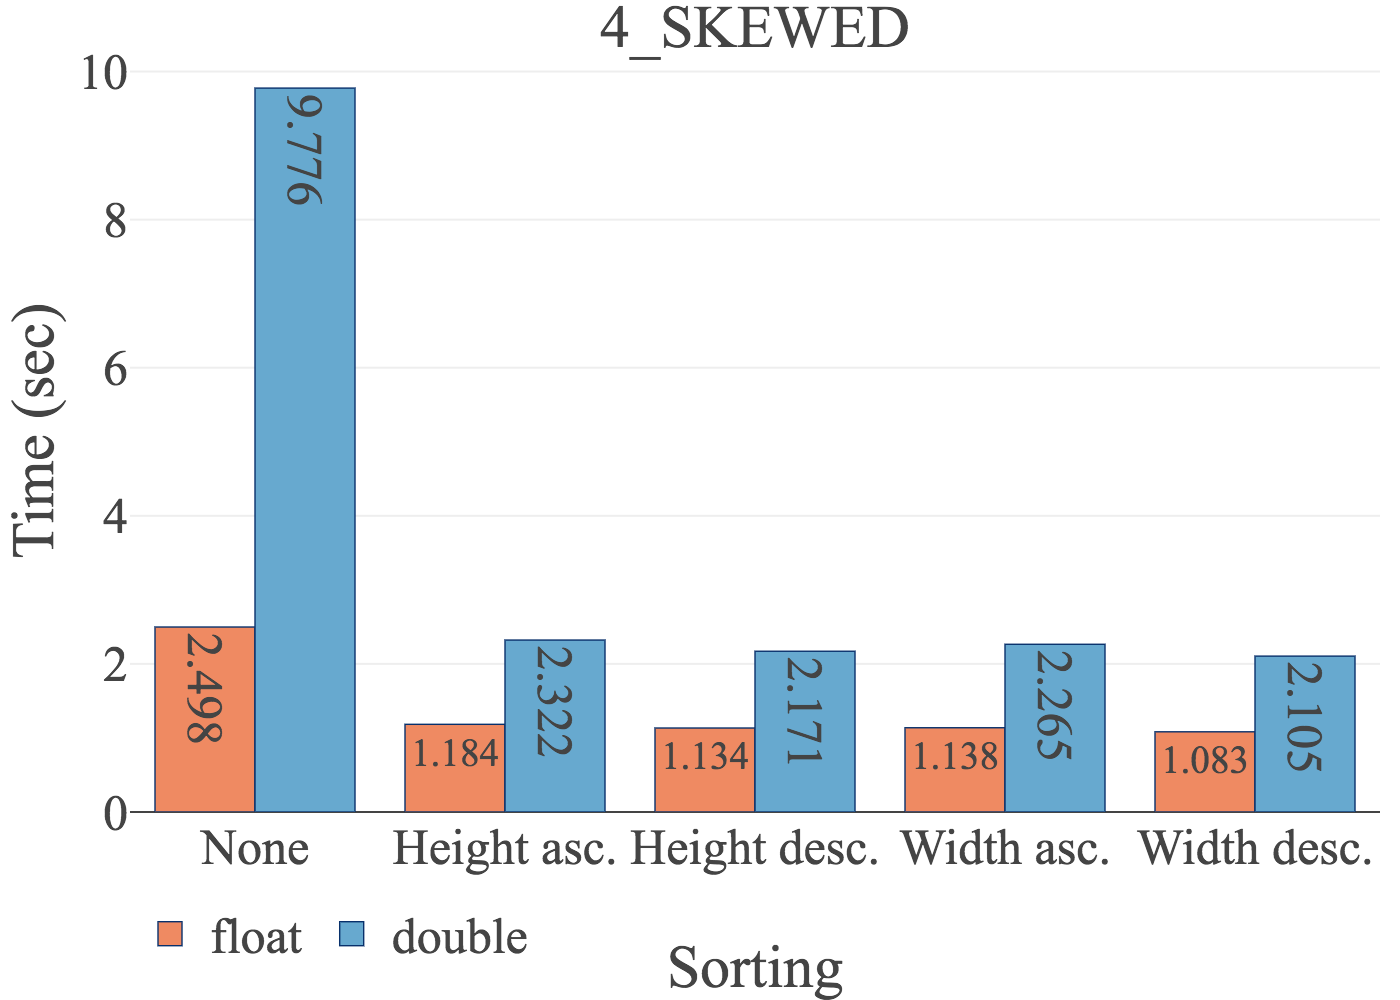 4_SKEWED
10
8
6
4
2
0
Time (sec)
2.498
9.776
1.184
2.322
1.134
2.171
1.138
2.265
1.083
2.105
None
Height asc.
Height desc.
Width asc.
Width desc.
float
double
Sorting